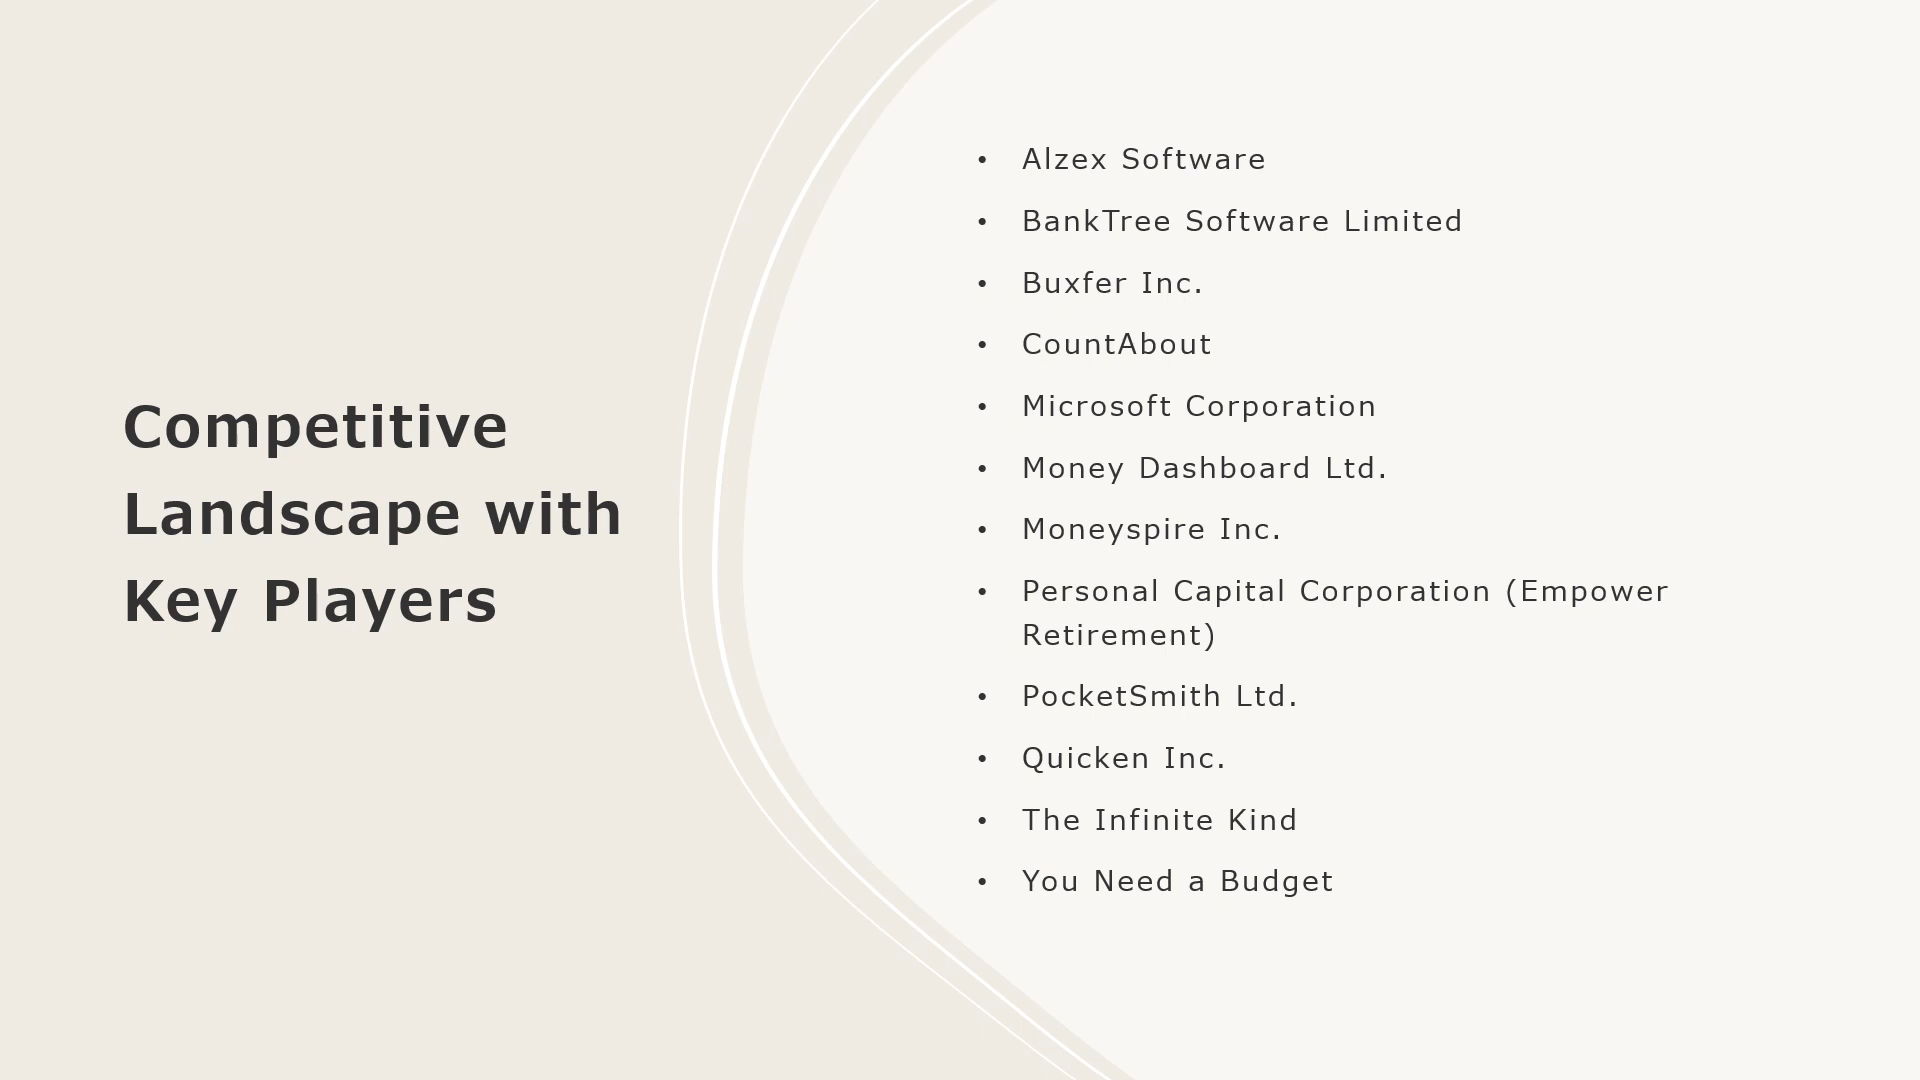 Competitive
Landscape with
Key Players
• Alzex Software
• BankTree Software Limited
• Buxfer Inc.
• CountAbout
• Microsoft Corporation
• Money Dashboard Ltd.
• Moneyspire Inc.
• Personal Capital Corporation (Empower
Retirement)
• PocketSmith Ltd.
• Quicken Inc.
• The Infinite Kind
• You Need a Budget